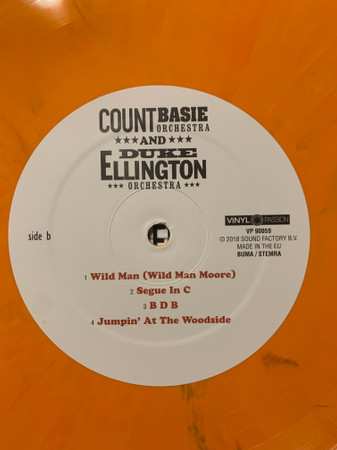 COUNT BASIE
ORCHESTRA
★★★ AND ★★★
DUKE
ELLINGTON
★★★ ORCHESTRA ★★★
side b
VINYL PASSION
VP 90055
© 2018 SOUND FACTORY B.V.
MADE IN THE EU
BUMA / STEMRA
1 Wild Man (Wild Man Moore)
2 Segue In C
3 B D B
4 Jumpin' At The Woodside